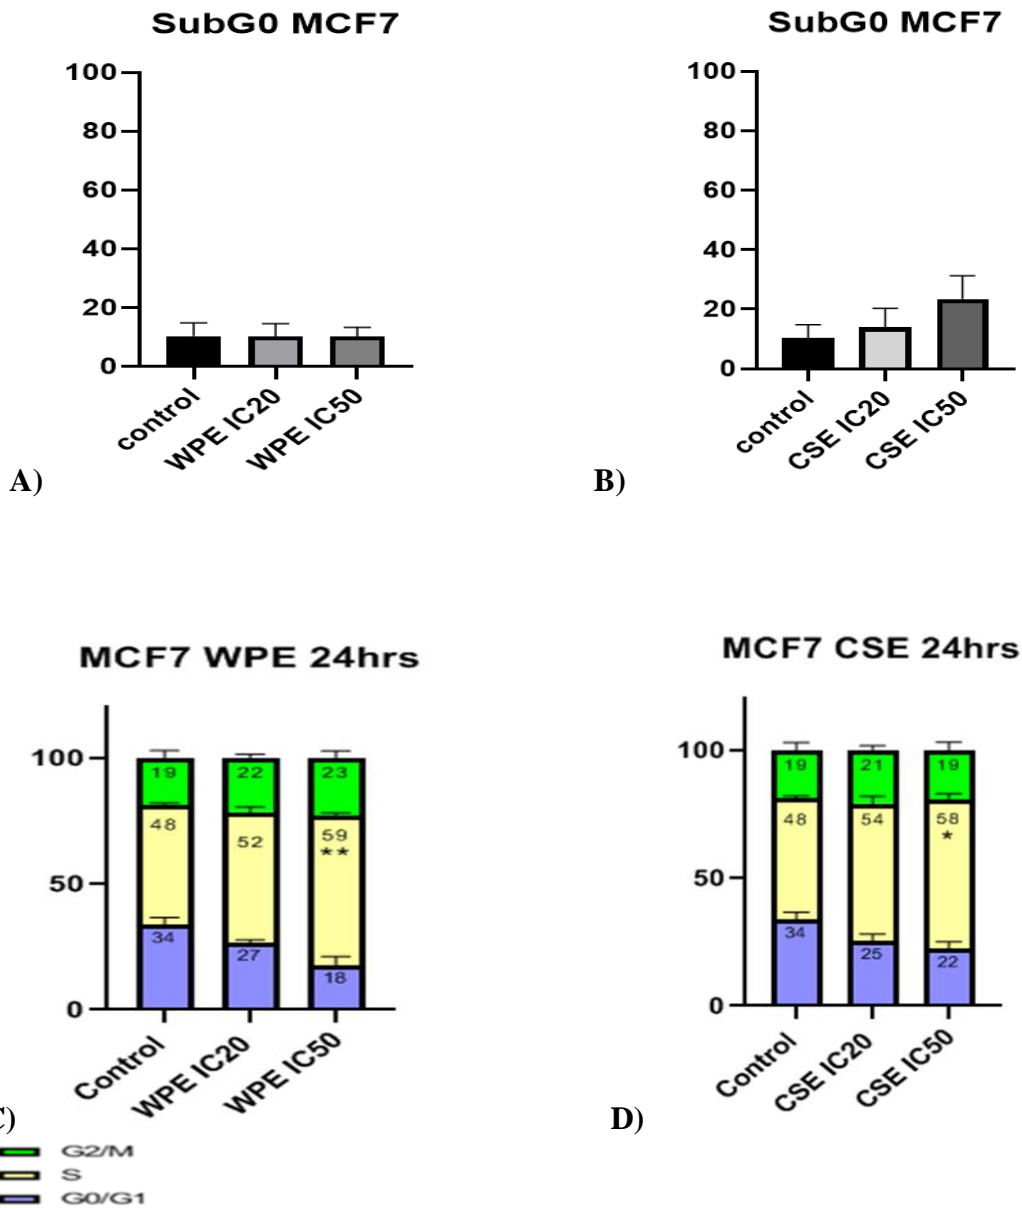 SubG0 MCF7
100
80
60
40
20
0
control
WPE IC20
WPE IC50
A)
SubG0 MCF7
100
80
60
40
20
0
control
CSE IC20
CSE IC50
B)
MCF7 WPE 24hrs
100
50
0
19
48
34
22
52
27
23
59
**
18
Control
WPE IC20
WPE IC50
C)
G2/M
S
G0/G1
MCF7 CSE 24hrs
100
50
0
19
48
34
21
54
25
19
58
*
22
Control
CSE IC20
CSE IC50
D)